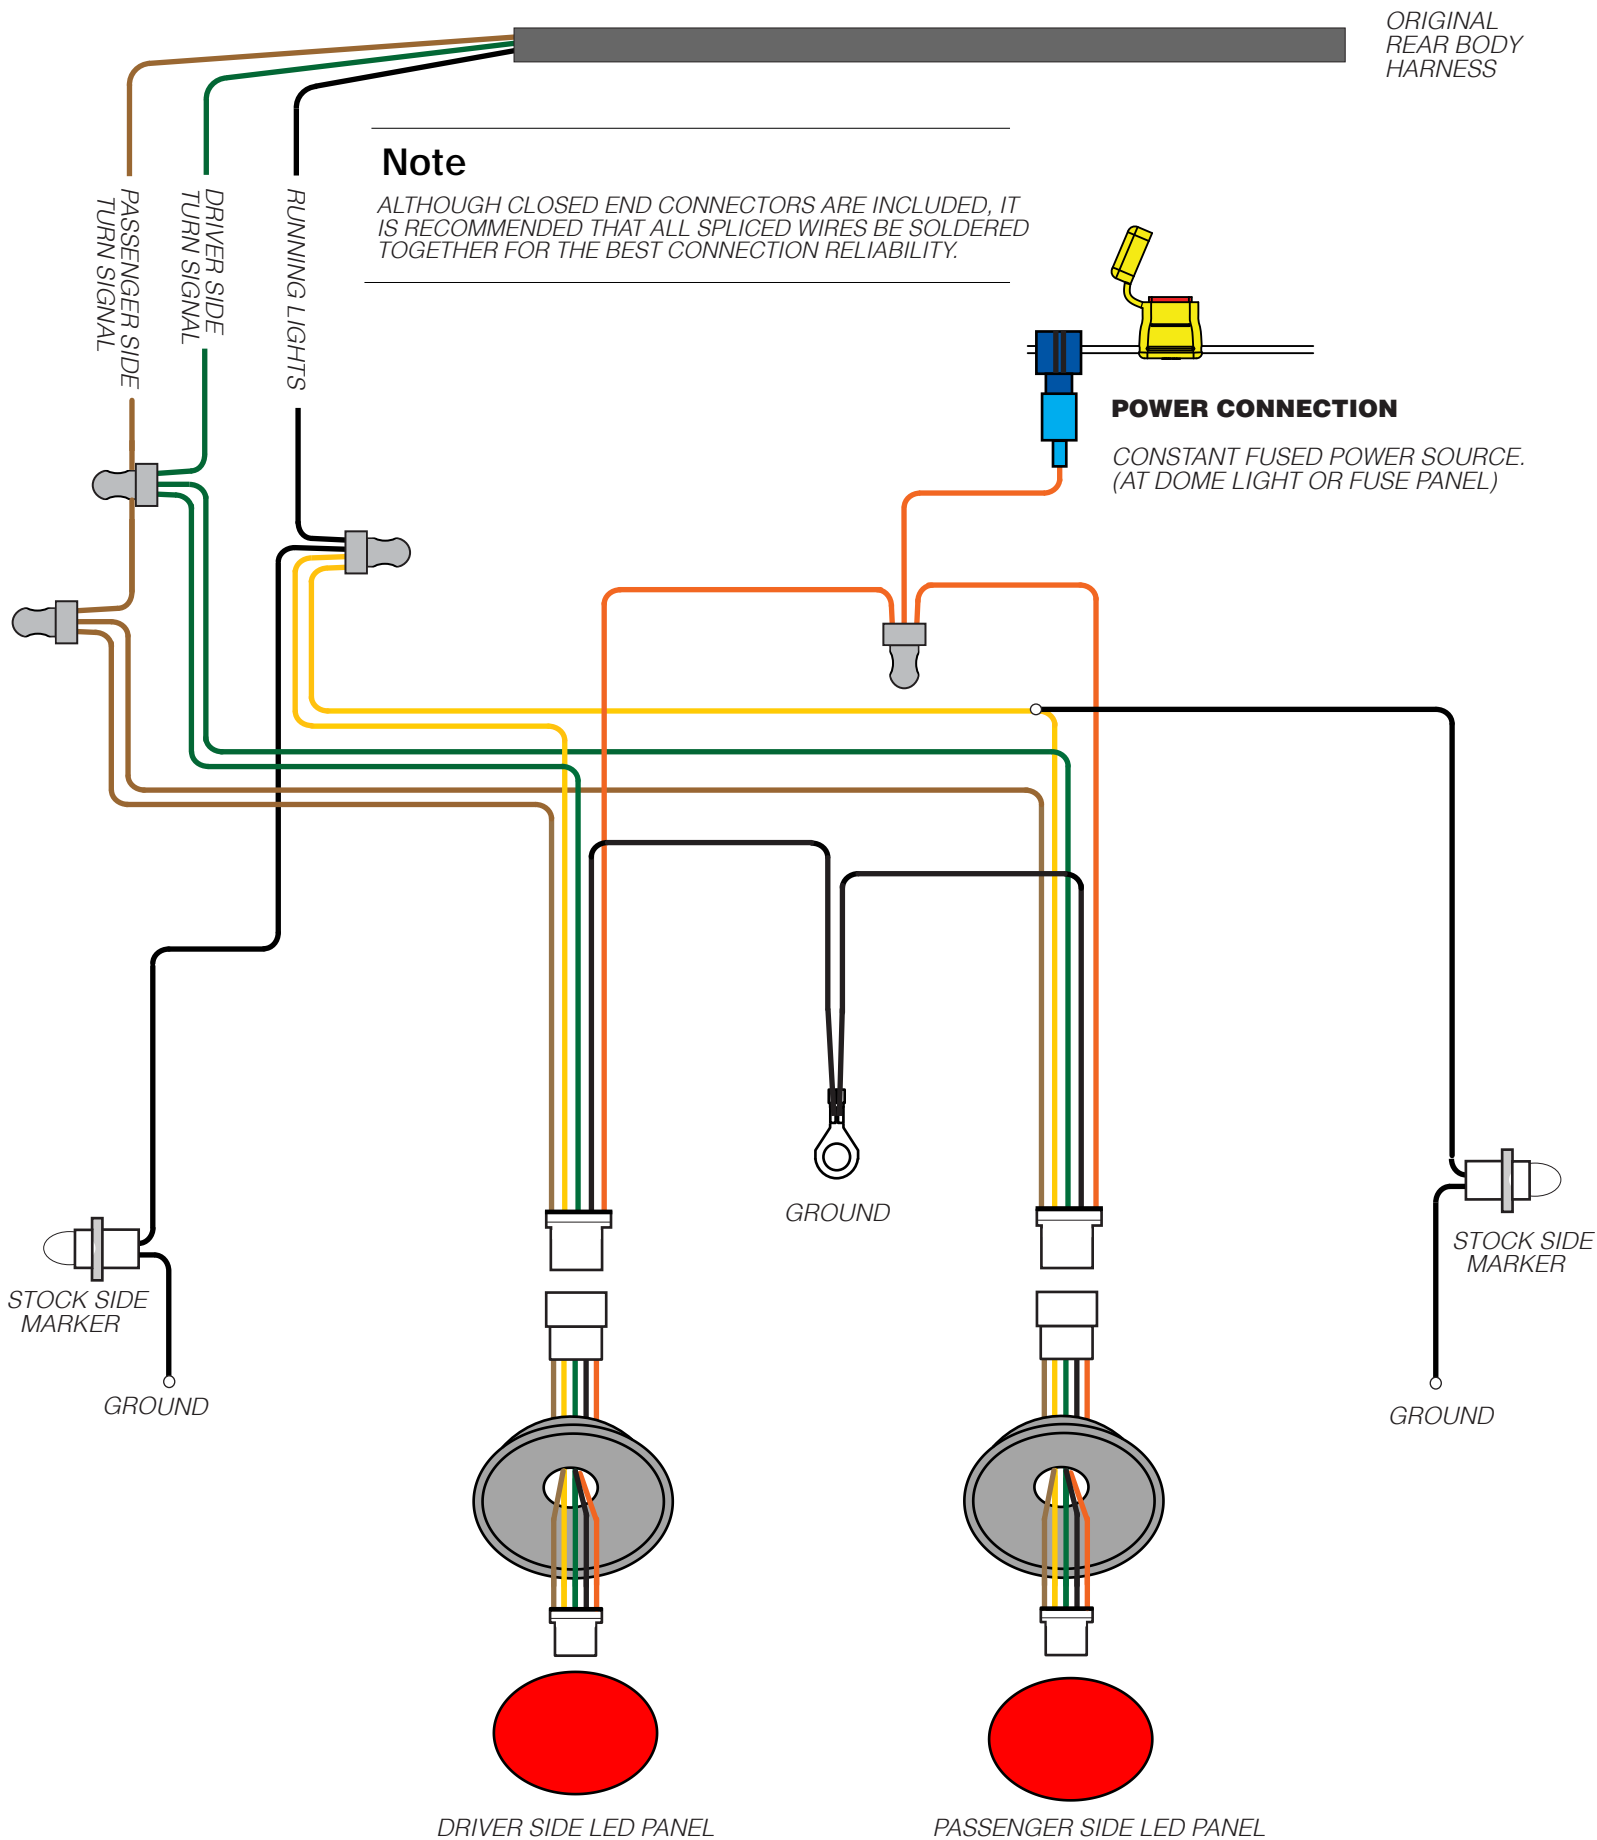 ORIGINAL
REAR BODY
HARNESS
Note
ALTHOUGH CLOSED END CONNECTORS ARE INCLUDED, IT
IS RECOMMENDED THAT ALL SPLICED WIRES BE SOLDERED
TOGETHER FOR THE BEST CONNECTION RELIABILITY.
PASSENGER SIDE
TURN SIGNAL
DRIVER SIDE
TURN SIGNAL
RUNNING LIGHTS
POWER CONNECTION
CONSTANT FUSED POWER SOURCE.
(AT DOME LIGHT OR FUSE PANEL)
GROUND
STOCK SIDE
MARKER
STOCK SIDE
MARKER
GROUND
GROUND
DRIVER SIDE LED PANEL
PASSENGER SIDE LED PANEL